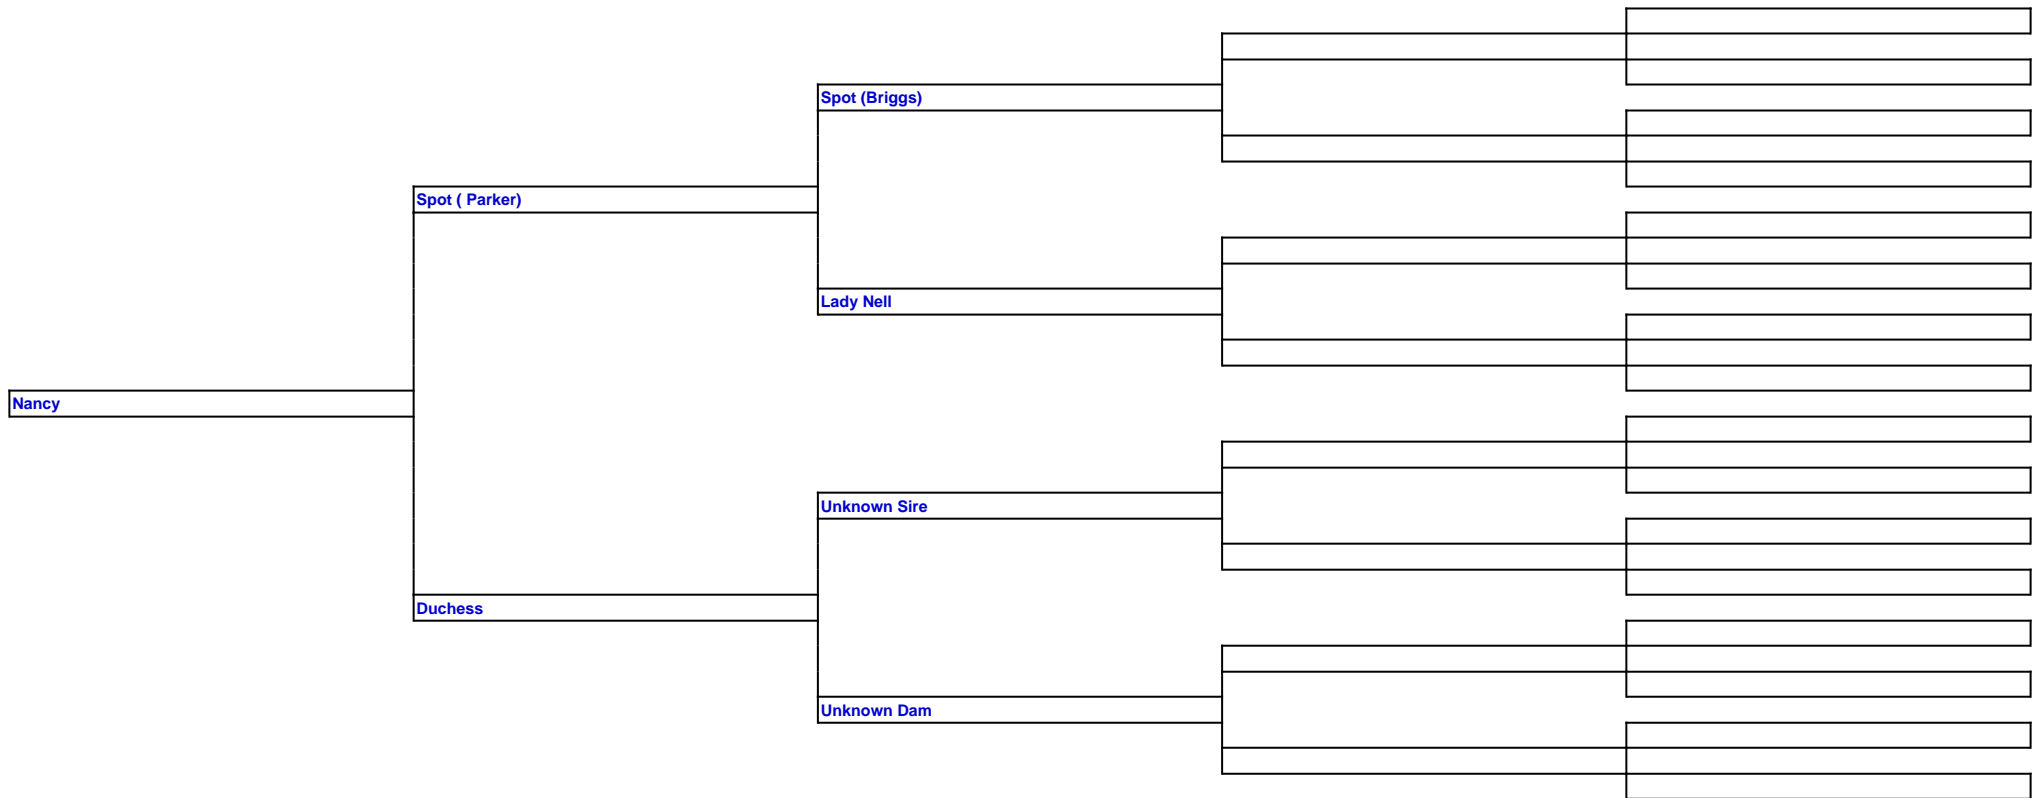 Spot (Briggs)
Spot ( Parker)
Lady Nell
Nancy
Unknown Sire
Duchess
Unknown Dam